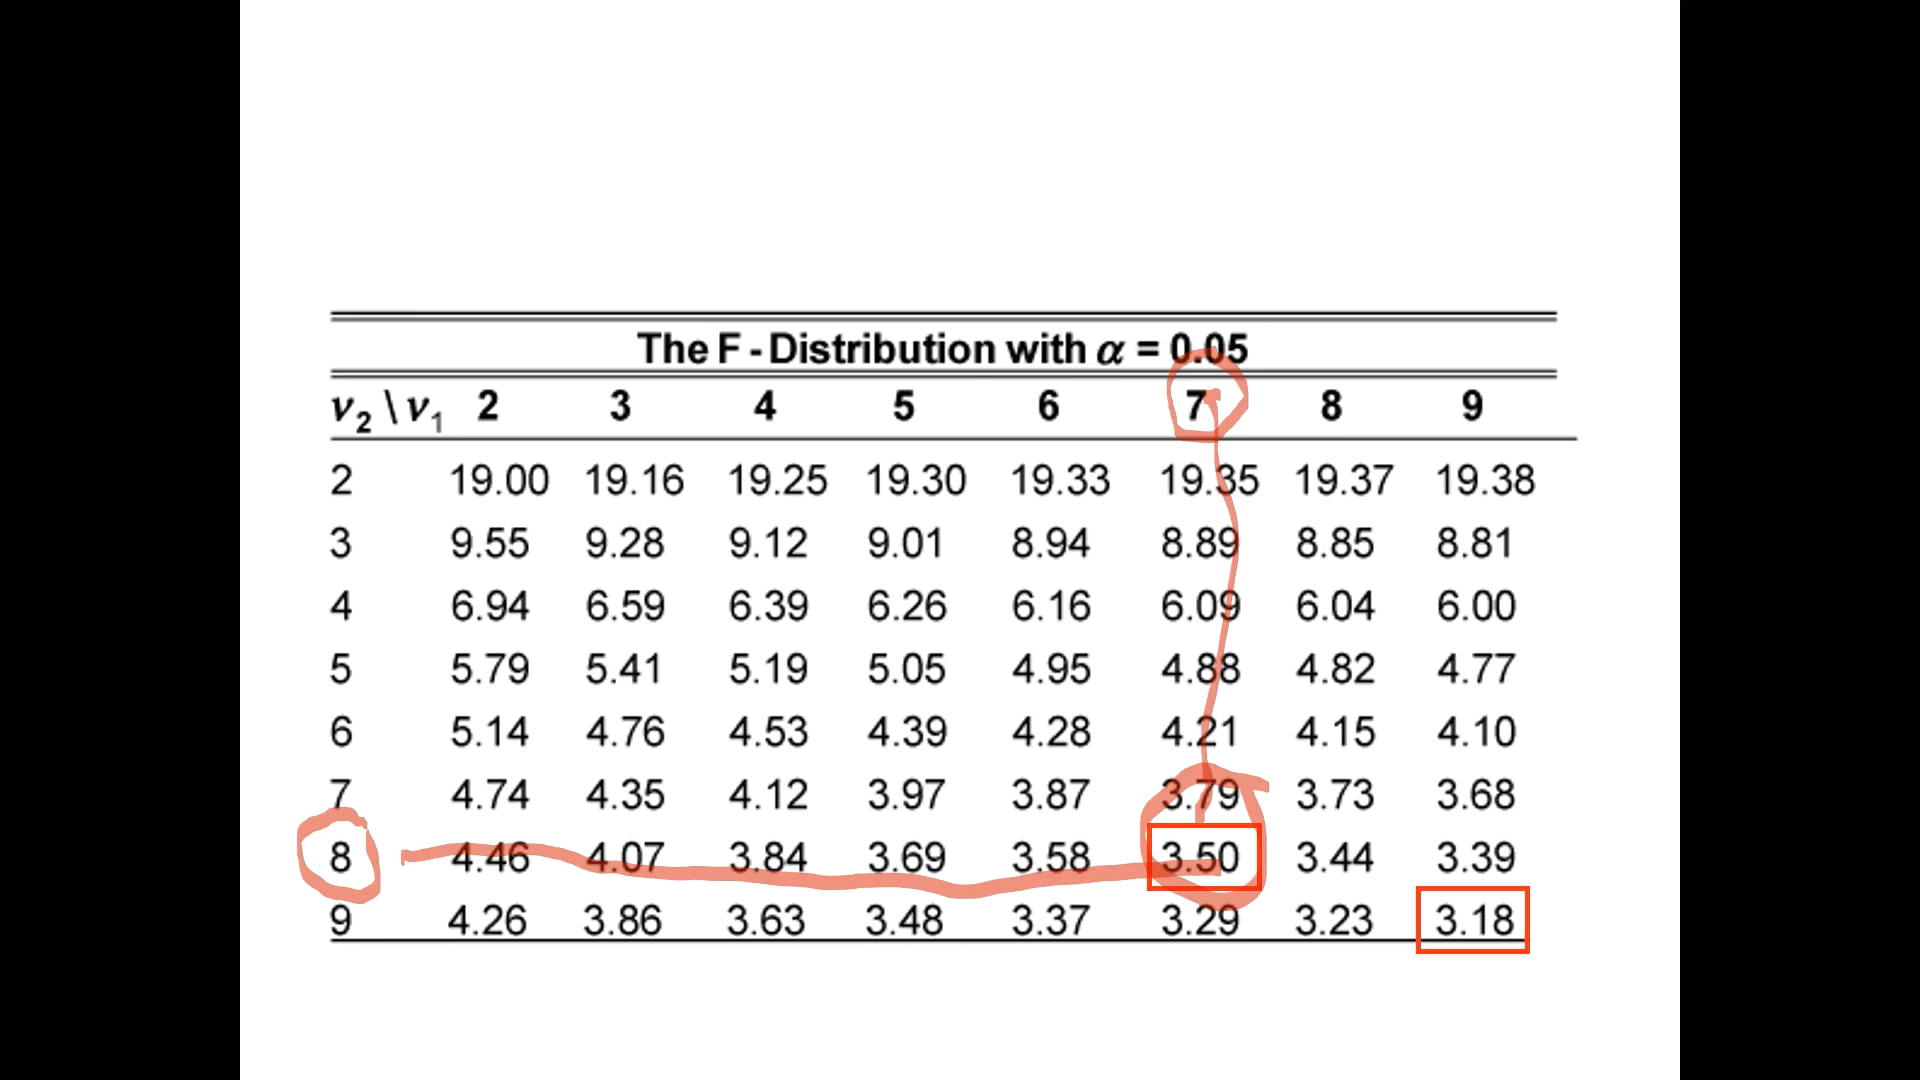 The F - Distribution with α = 0.05
ν2 \ ν1 2 3 4 5 6 7 8 9
2 19.00 19.16 19.25 19.30 19.33 19.35 19.37 19.38
3 9.55 9.28 9.12 9.01 8.94 8.89 8.85 8.81
4 6.94 6.59 6.39 6.26 6.16 6.09 6.04 6.00
5 5.79 5.41 5.19 5.05 4.95 4.88 4.82 4.77
6 5.14 4.76 4.53 4.39 4.28 4.21 4.15 4.10
7 4.74 4.35 4.12 3.97 3.87 3.79 3.73 3.68
8 4.46 4.07 3.84 3.69 3.58 3.50 3.44 3.39
9 4.26 3.86 3.63 3.48 3.37 3.29 3.23 3.18